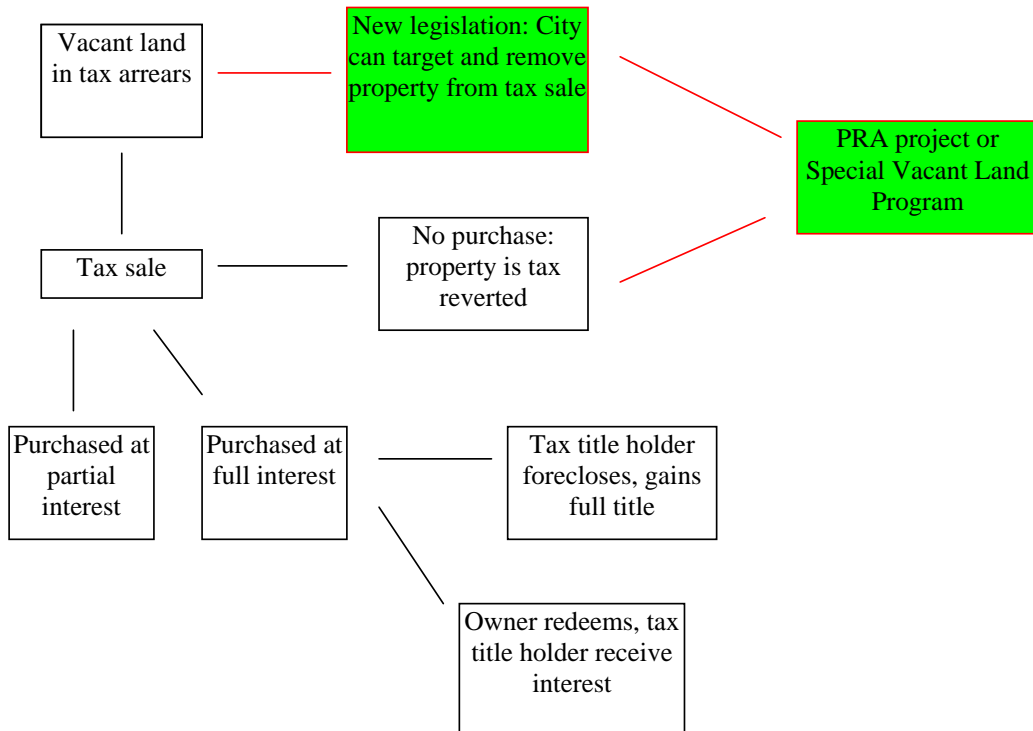 Vacant land
in tax arrears
New legislation: City
can target and remove
property from tax sale
PRA project or
Special Vacant Land
Program
Tax sale
No purchase:
property is tax
reverted
Purchased at
partial
interest
Purchased at
full interest
Tax title holder
forecloses, gains
full title
Owner redeems, tax
title holder receive
interest